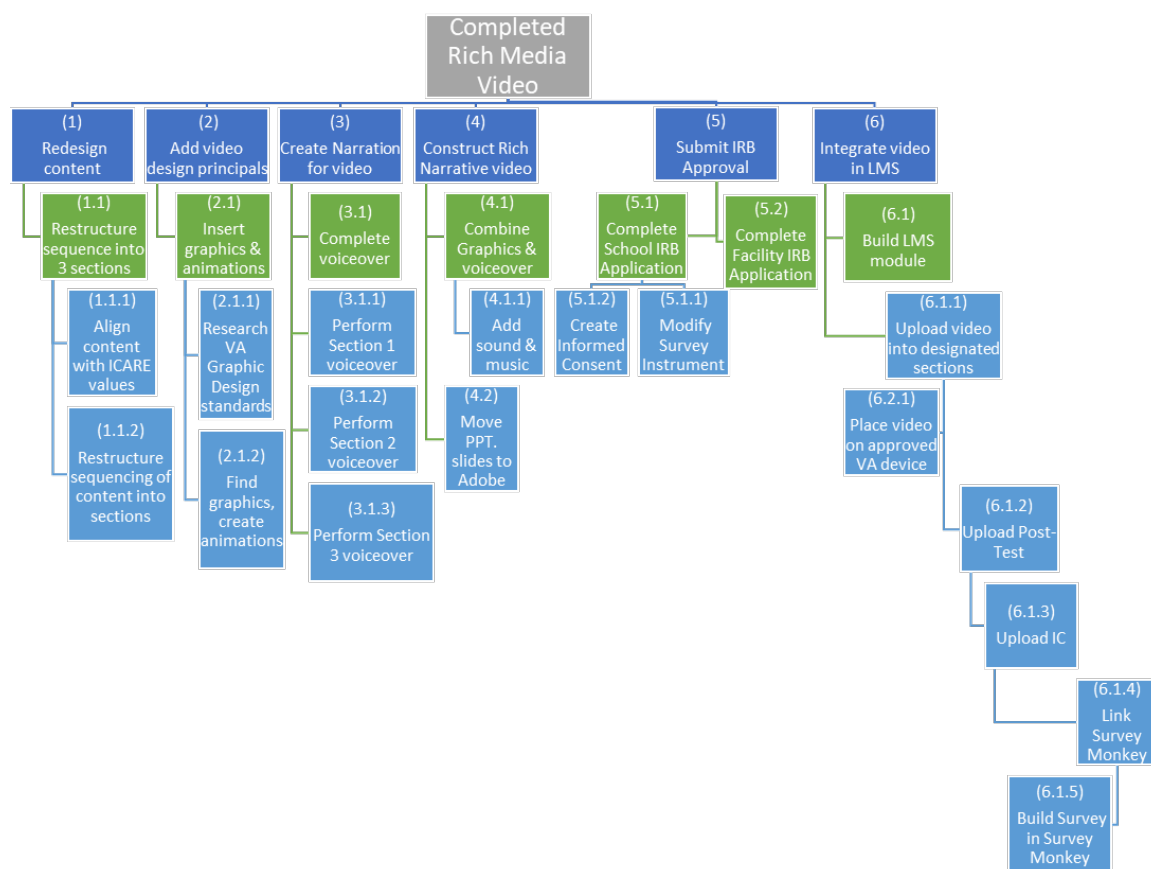 Completed
Rich Media
Video
(1)
Redesign
content
(2)
Add video
design principals
(3)
Create Narration
for video
(4)
Construct Rich
Narrative video
(5)
Submit IRB
Approval
(6)
Integrate video
in LMS
(1.1)
Restructure
sequence into
3 sections
(2.1)
Insert
graphics &
animations
(3.1)
Complete
voiceover
(4.1)
Combine
Graphics &
voiceover
(5.1)
Complete
School IRB
Application
(5.2)
Complete
Facility IRB
Application
(6.1)
Build LMS
module
(1.1.1)
Align
content
with ICARE
values
(2.1.1)
Research
VA
Graphic
Design
standards
(3.1.1)
Perform
Section 1
voiceover
(4.1.1)
Add
sound &
music
(5.1.2)
Create
Informed
Consent
(5.1.1)
Modify
Survey
Instrument
(6.1.1)
Upload video
into designated
sections
(1.1.2)
Restructure
sequencing of
content into
sections
(2.1.2)
Find
graphics,
create
animations
(3.1.2)
Perform
Section 2
voiceover
(4.2)
Move
PPT.
slides to
Adobe
(6.2.1)
Place video
on approved
VA device
(3.1.3)
Perform Section
3 voiceover
(6.1.2)
Upload Post-
Test
(6.1.3)
Upload IC
(6.1.4)
Link
Survey
Monkey
(6.1.5)
Build Survey
in Survey
Monkey